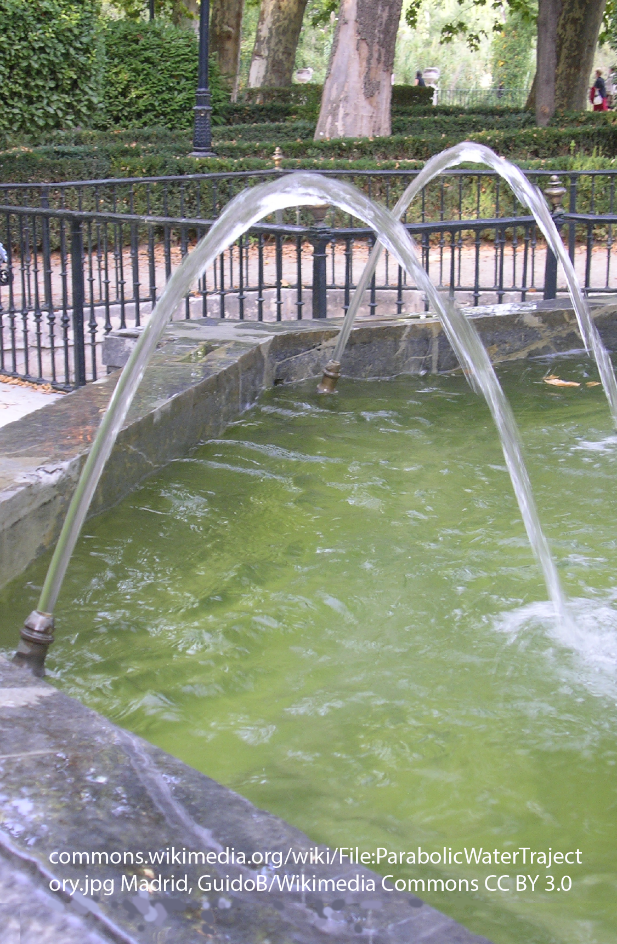 commons.wikimedia.org/wiki/File:ParabolicWaterTraject
ory.jpg Madrid, GuidoB/Wikimedia Commons CC BY 3.0